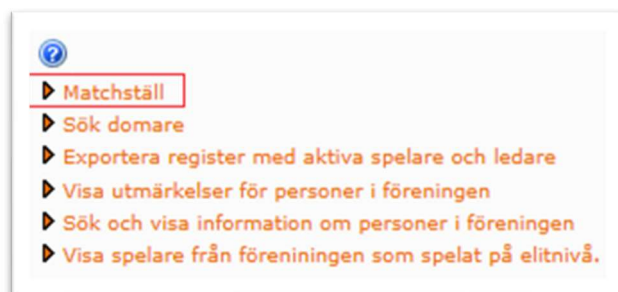 Matchställ
Sök domare
Exportera register med aktiva spelare och ledare
Visa utmärkelser för personer i föreningen
Sök och visa information om personer i föreningen
Visa spelare från föreniningen som spelat på elitnivå.